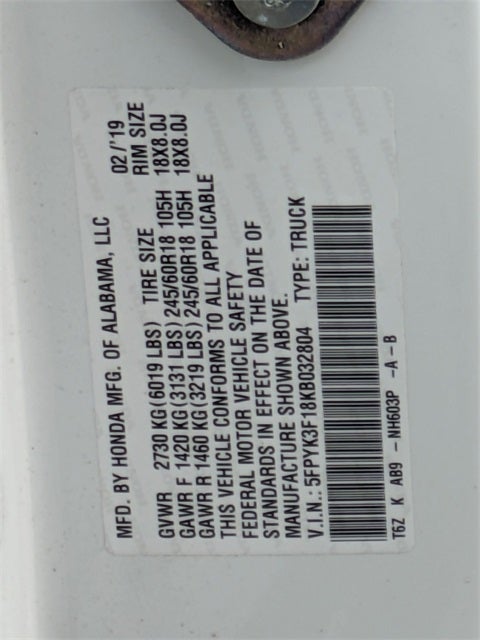 MFD. BY HONDA MFG. OF ALABAMA, LLC 02/'19
GVWR 2730 KG(6019 LBS) TIRE SIZE RIM SIZE
GAWR F 1420 KG(3131 LBS) 245/60R18 105H 18X8.0J
GAWR R 1460 KG(3219 LBS) 245/60R18 105H 18X8.0J
THIS VEHICLE CONFORMS TO ALL APPLICABLE
FEDERAL MOTOR VEHICLE SAFETY
STANDARDS IN EFFECT ON THE DATE OF
MANUFACTURE SHOWN ABOVE.
V.I.N.: 5FPYK3F18KB032804 TYPE: TRUCK
T6Z K AB9 -NH603P -A-B